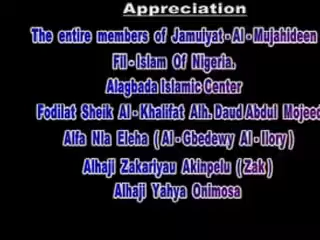 Appreciation
The entire members of Jamuiyat - Al - Mujahideen
Fil - Islam Of Nigeria.
Alagbada Islamic Center
Fodilat Sheik Al - Khalifat Alh. Daud Abdul Mojeed
Alfa Nla Eleha ( Al - Gbedewy Al - Ilory )
Alhaji Zakariyau Akinpelu ( Zak )
Alhaji Yahya Onimosa